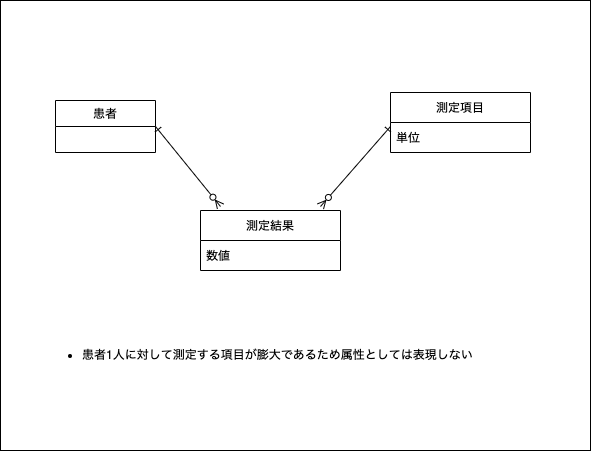 患者
測定項目
単位
測定結果
数値
• 患者1人に対して測定する項目が膨大であるため属性としては表現しない